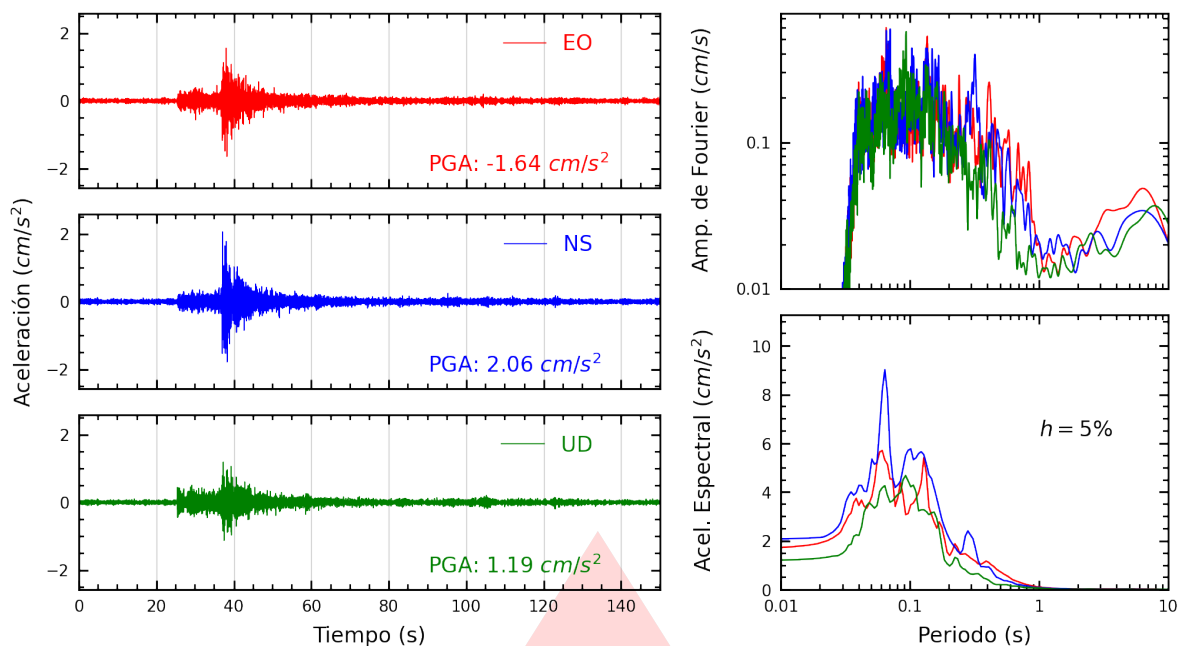 Aceleración (cm/s²)
2
0
−2
EO
PGA: -1.64 cm/s²
2
0
−2
NS
PGA: 2.06 cm/s²
2
0
−2
UD
PGA: 1.19 cm/s²
0 20 40 60 80 100 120 140
Tiempo (s)
Amp. de Fourier (cm/s)
0.1
0.01
Acel. Espectral (cm/s²)
10
8
6
4
2
0
h = 5%
0.01 0.1 1 10
Periodo (s)